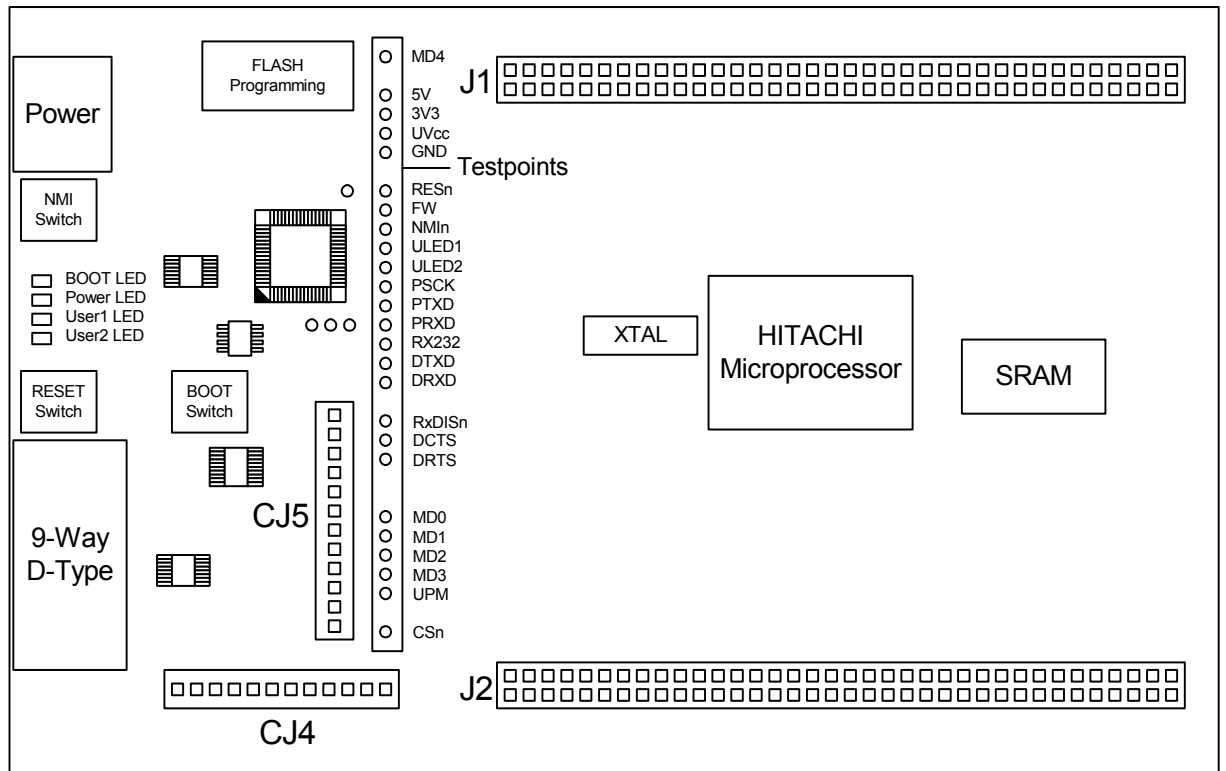 FLASH
Programming
Power
NMI
Switch
BOOT LED
Power LED
User1 LED
User2 LED
RESET
Switch
BOOT
Switch
9-Way
D-Type
CJ5
CJ4
MD4
5V
3V3
UVcc
GND
Testpoints
RESn
FW
NMIn
ULED1
ULED2
PSCK
PTXD
PRXD
RX232
DTXD
DRXD
RxDISn
DCTS
DRTS
MD0
MD1
MD2
MD3
UPM
CSn
J1
XTAL
HITACHI
Microprocessor
SRAM
J2